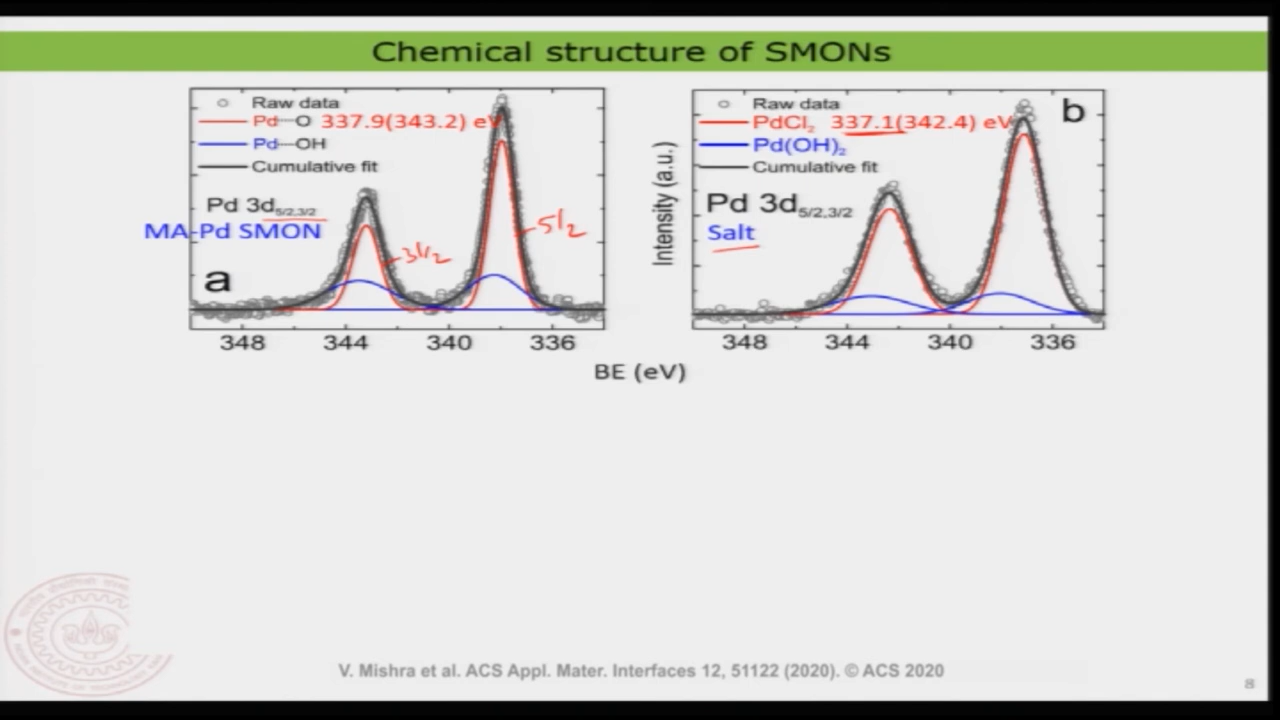 Chemical structure of SMONs
Raw data
Pd---O 337.9(343.2) eV
Pd---OH
Cumulative fit
Pd 3d5/2,3/2
MA-Pd SMON
a
3/2
5/2
348 344 340 336
b
Raw data
PdCl2 337.1(342.4) eV
Pd(OH)2
Cumulative fit
Pd 3d5/2,3/2
Salt
Intensity (a.u.)
348 344 340 336
BE (eV)
V. Mishra et al. ACS Appl. Mater. Interfaces 12, 51122 (2020). © ACS 2020
8